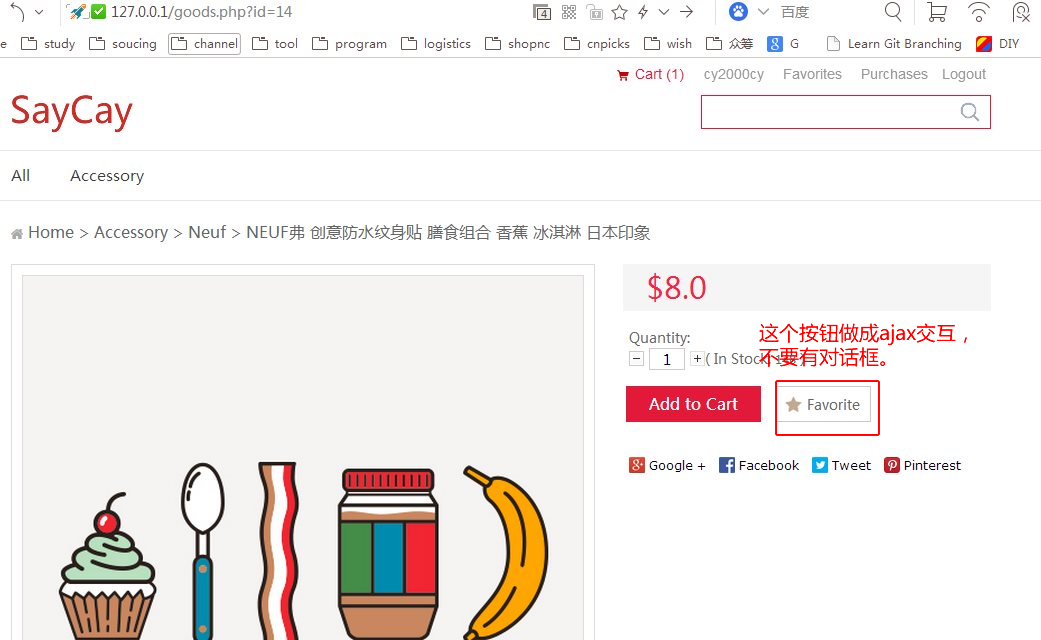 127.0.0.1/goods.php?id=14
4
百度
e study soucing channel tool program logistics shopnc cnpicks wish 众筹 G Learn Git Branching DIY
Cart (1) cy2000cy Favorites Purchases Logout
SayCay
All Accessory
Home > Accessory > Neuf > NEUF弗 创意防水纹身贴 膳食组合 香蕉 冰淇淋 日本印象
$8.0
这个按钮做成ajax交互，
Quantity:
不要有对话框。
- 1 + ( In Stock
Add to Cart Favorite
Google + Facebook Tweet Pinterest